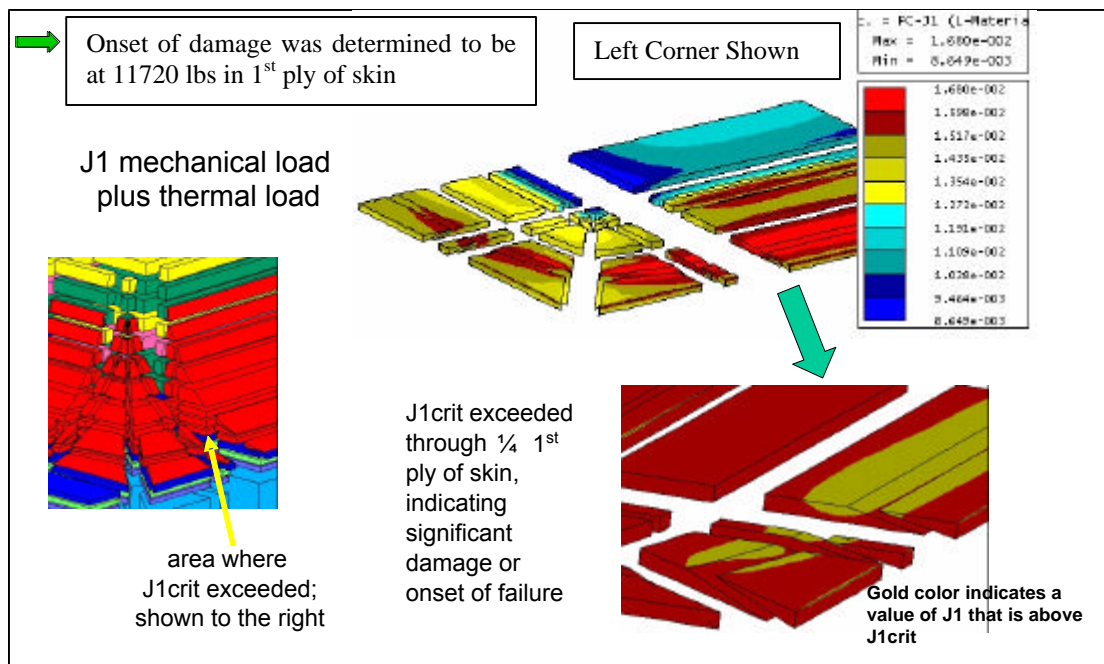 Onset of damage was determined to be
at 11720 lbs in 1st ply of skin
Left Corner Shown
c. = FC-J1 (L-Materia
Max = 1.680e-002
Min = 8.649e-003
1.680e-002
1.598e-002
1.517e-002
1.435e-002
1.354e-002
1.272e-002
1.191e-002
1.109e-002
1.028e-002
9.464e-003
8.649e-003
J1 mechanical load
plus thermal load
J1crit exceeded
through ¼ 1st
ply of skin,
indicating
significant
damage or
onset of failure
area where
J1crit exceeded;
shown to the right
Gold color indicates a
value of J1 that is above
J1crit